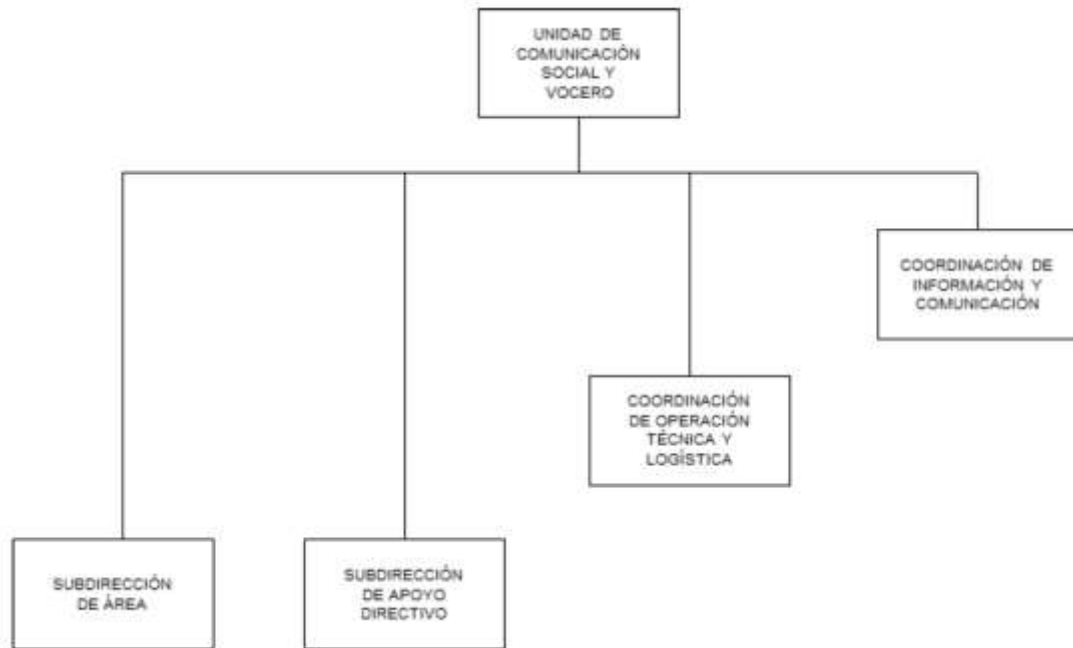 UNIDAD DE
COMUNICACIÓN
SOCIAL Y
VOCERO
COORDINACIÓN DE
INFORMACIÓN Y
COMUNICACIÓN
COORDINACIÓN
DE OPERACIÓN
TÉCNICA Y
LOGÍSTICA
SUBDIRECCIÓN
DE ÁREA
SUBDIRECCIÓN
DE APOYO
DIRECTIVO